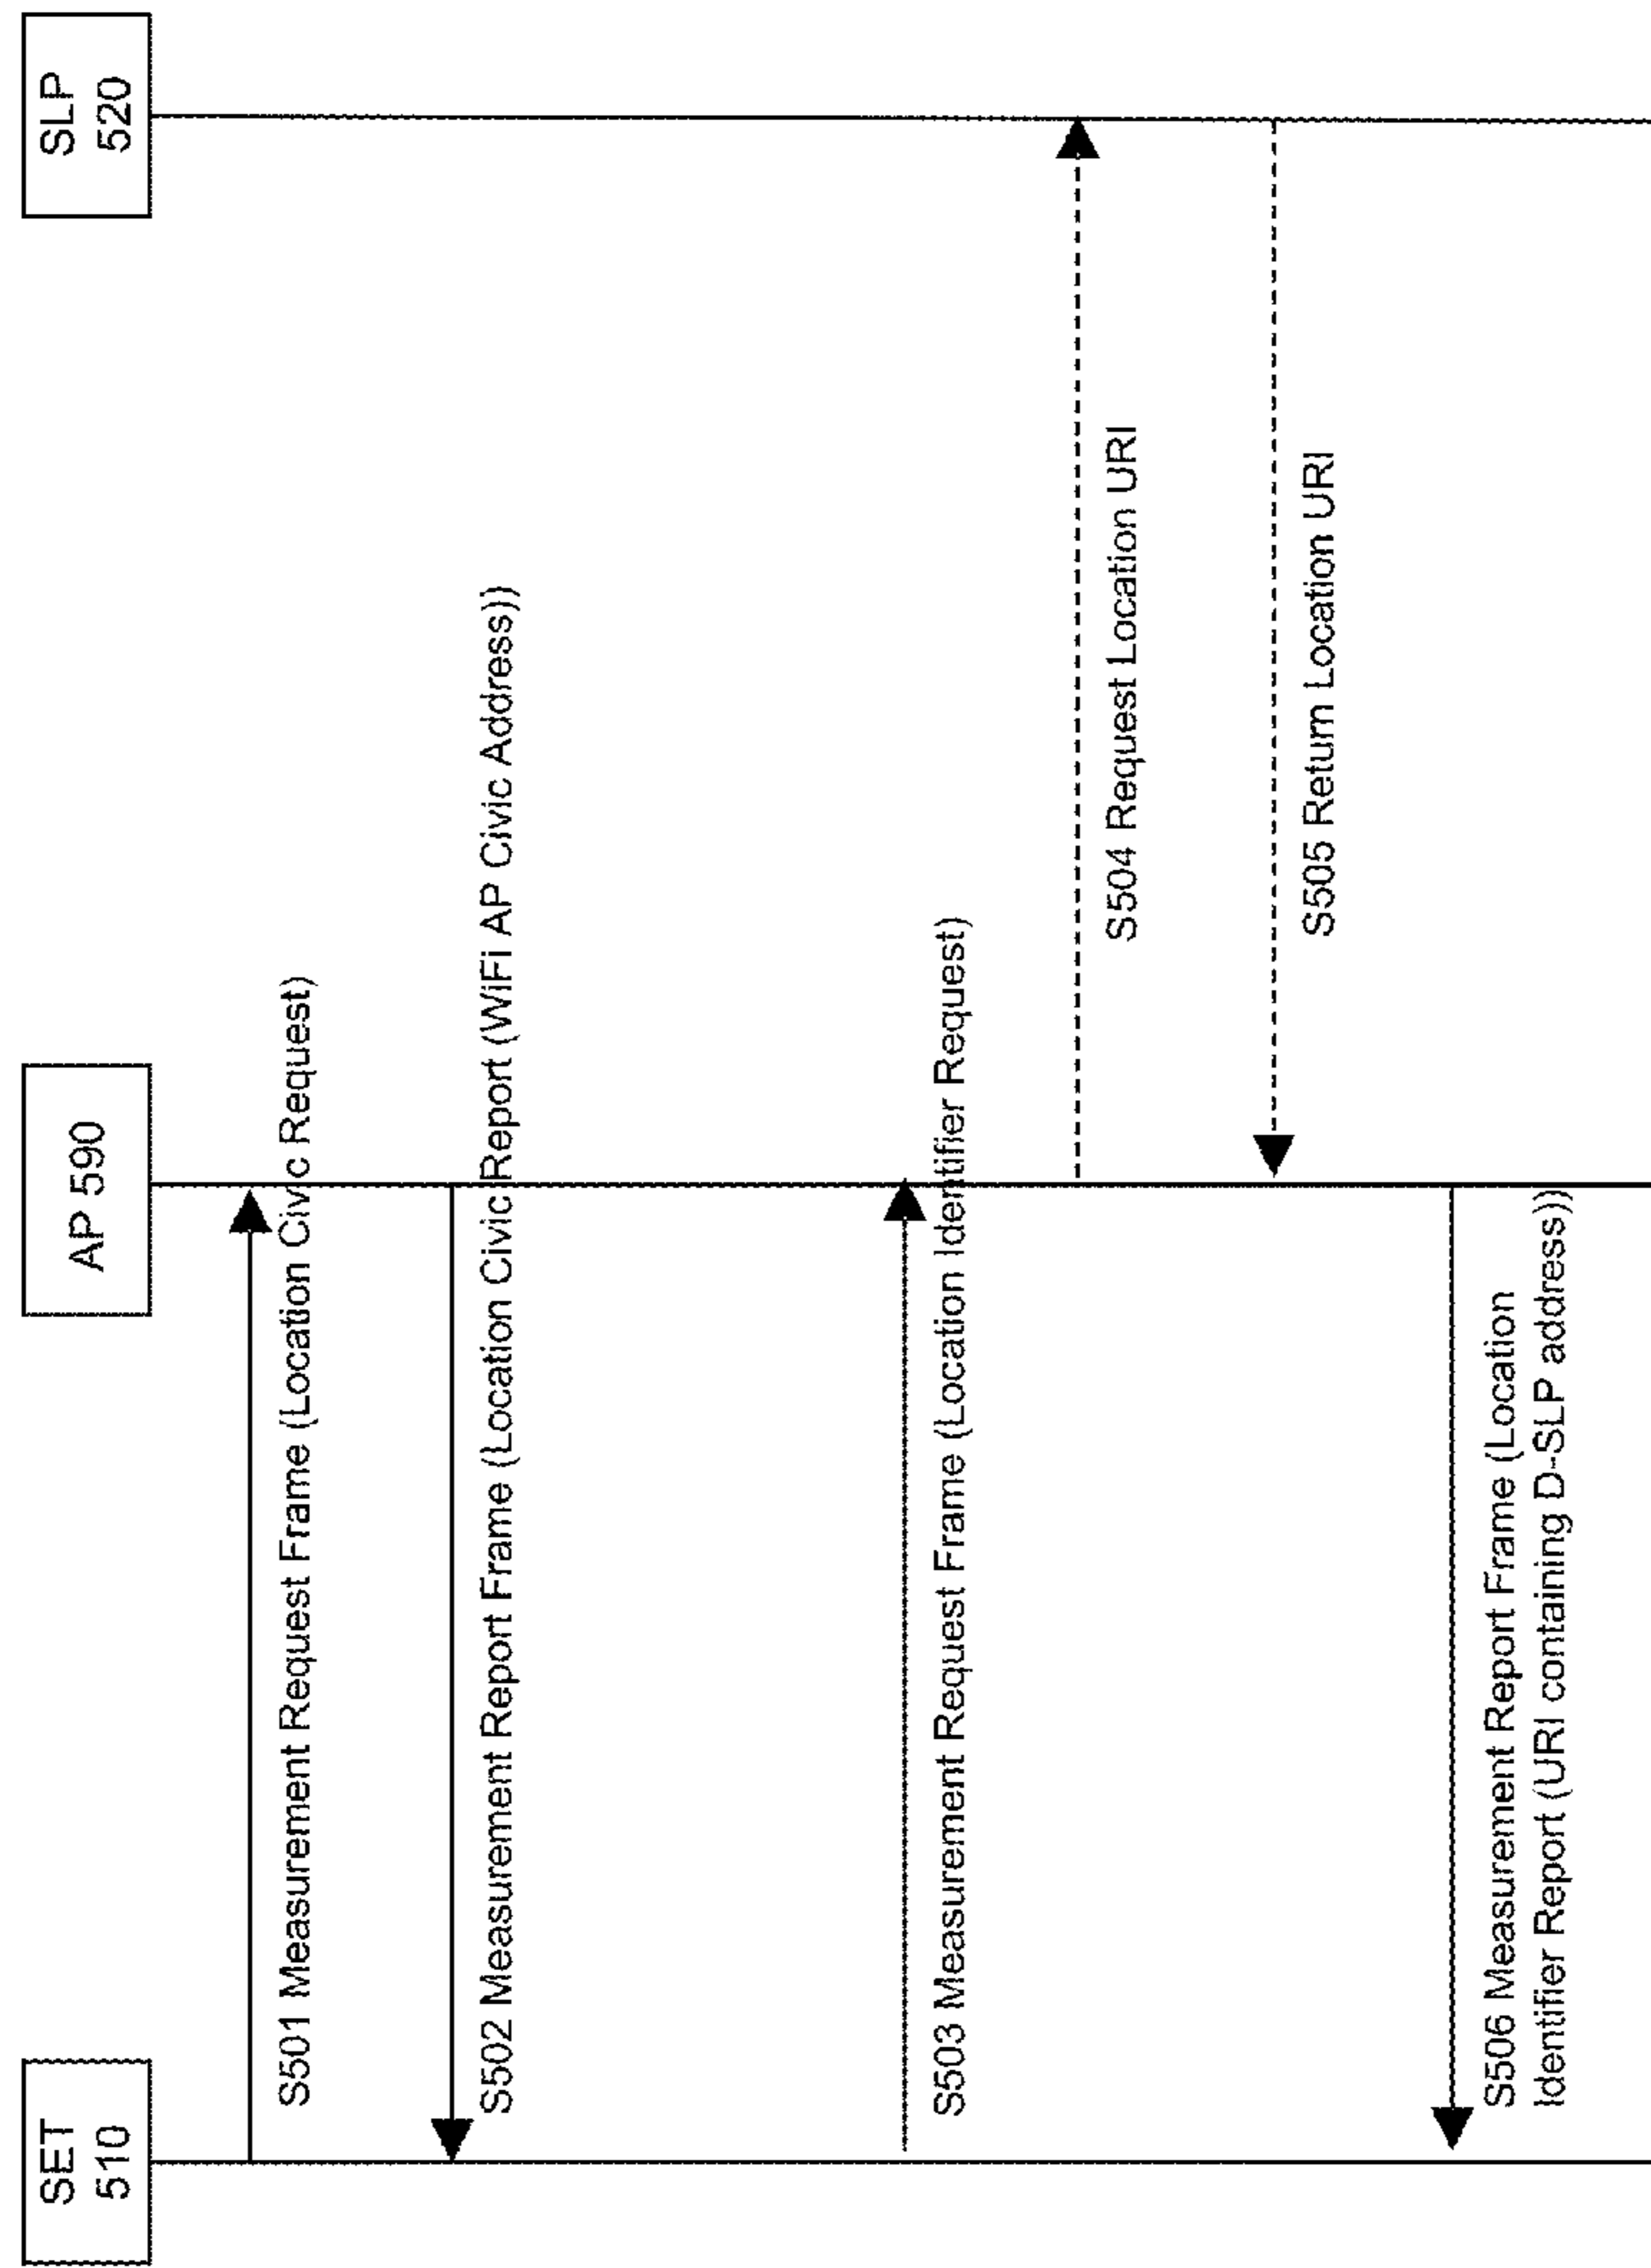 SET
510
AP 590
SLP
520
S501 Measurement Request Frame (Location Civic Request)
S502 Measurement Report Frame (Location Civic Report (WiFi AP Civic Address))
S503 Measurement Request Frame (Location Identifier Request)
S504 Request Location URI
S505 Return Location URI
S506 Measurement Report Frame (Location
Identifier Report (URI containing D-SLP address))